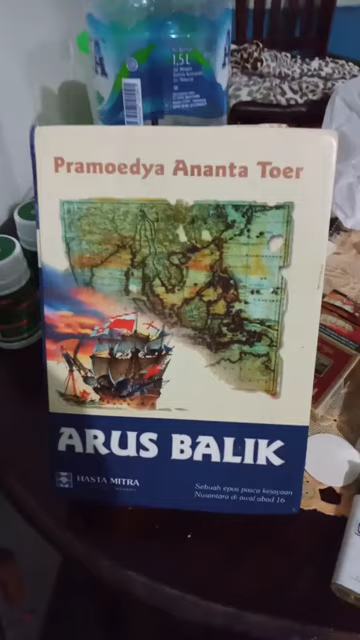 1,5L
Pramoedya Ananta Toer
ARUS BALIK
HASTA MITRA
Sebuah epos pasca kejayaan
Nusantara di awal abad 16